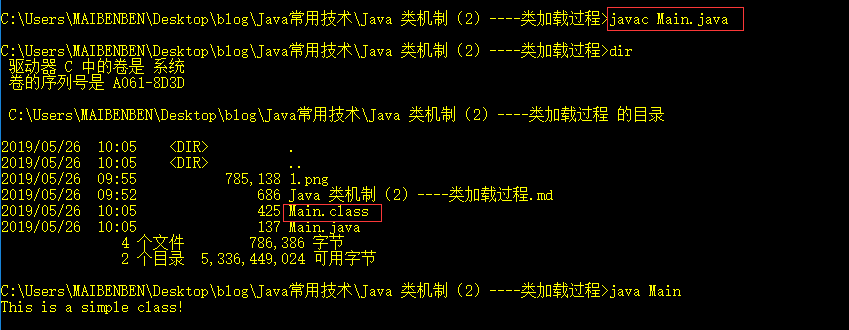 C:\Users\MAIBENBEN\Desktop\blog\Java常用技术\Java 类机制（2）----类加载过程>javac Main.java
C:\Users\MAIBENBEN\Desktop\blog\Java常用技术\Java 类机制（2）----类加载过程>dir
驱动器 C 中的卷是 系统
卷的序列号是 A061-8D3D
C:\Users\MAIBENBEN\Desktop\blog\Java常用技术\Java 类机制（2）----类加载过程 的目录
2019/05/26  10:05    <DIR>          .
2019/05/26  10:05    <DIR>          ..
2019/05/26  09:55           785,138 1.png
2019/05/26  09:52               686 Java 类机制（2）----类加载过程.md
2019/05/26  10:05               425 Main.class
2019/05/26  10:05               137 Main.java
4 个文件        786,386 字节
2 个目录  5,336,449,024 可用字节
C:\Users\MAIBENBEN\Desktop\blog\Java常用技术\Java 类机制（2）----类加载过程>java Main
This is a simple class!